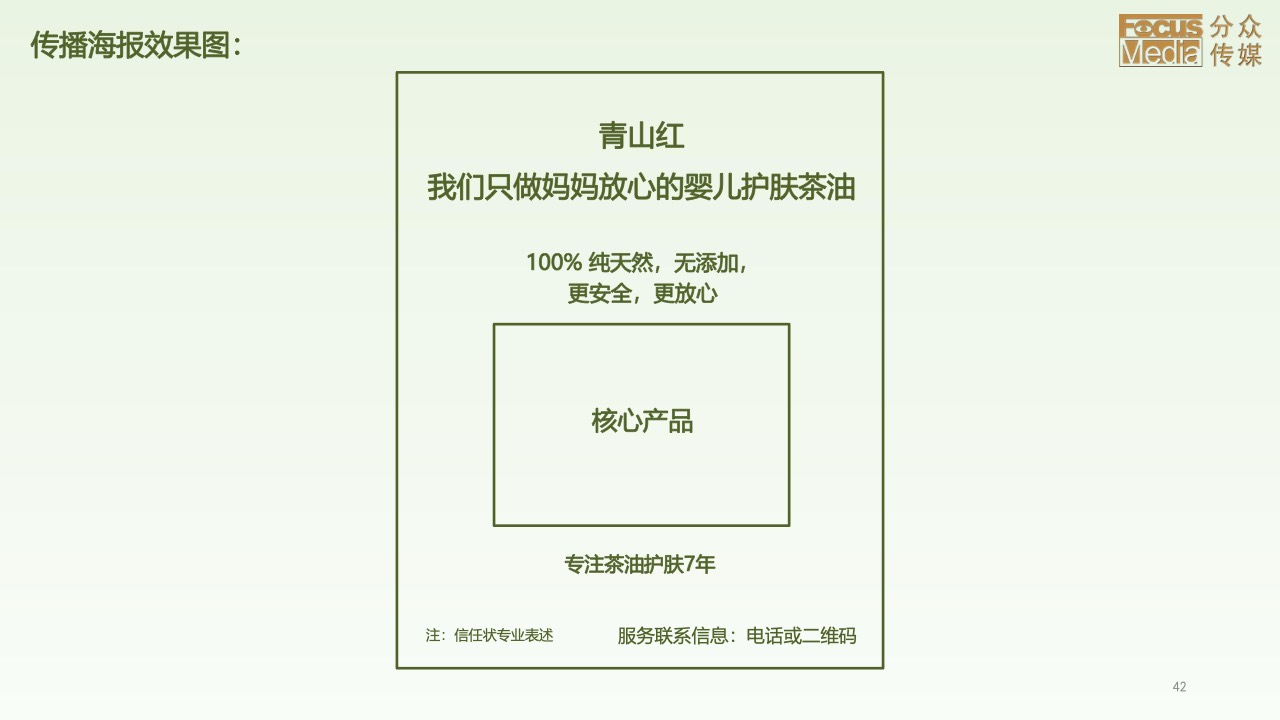 传播海报效果图：
Focus Media
分众传媒
青山红
我们只做妈妈放心的婴儿护肤茶油
100% 纯天然，无添加，
更安全，更放心
核心产品
专注茶油护肤7年
注：信任状专业表述
服务联系信息：电话或二维码
42